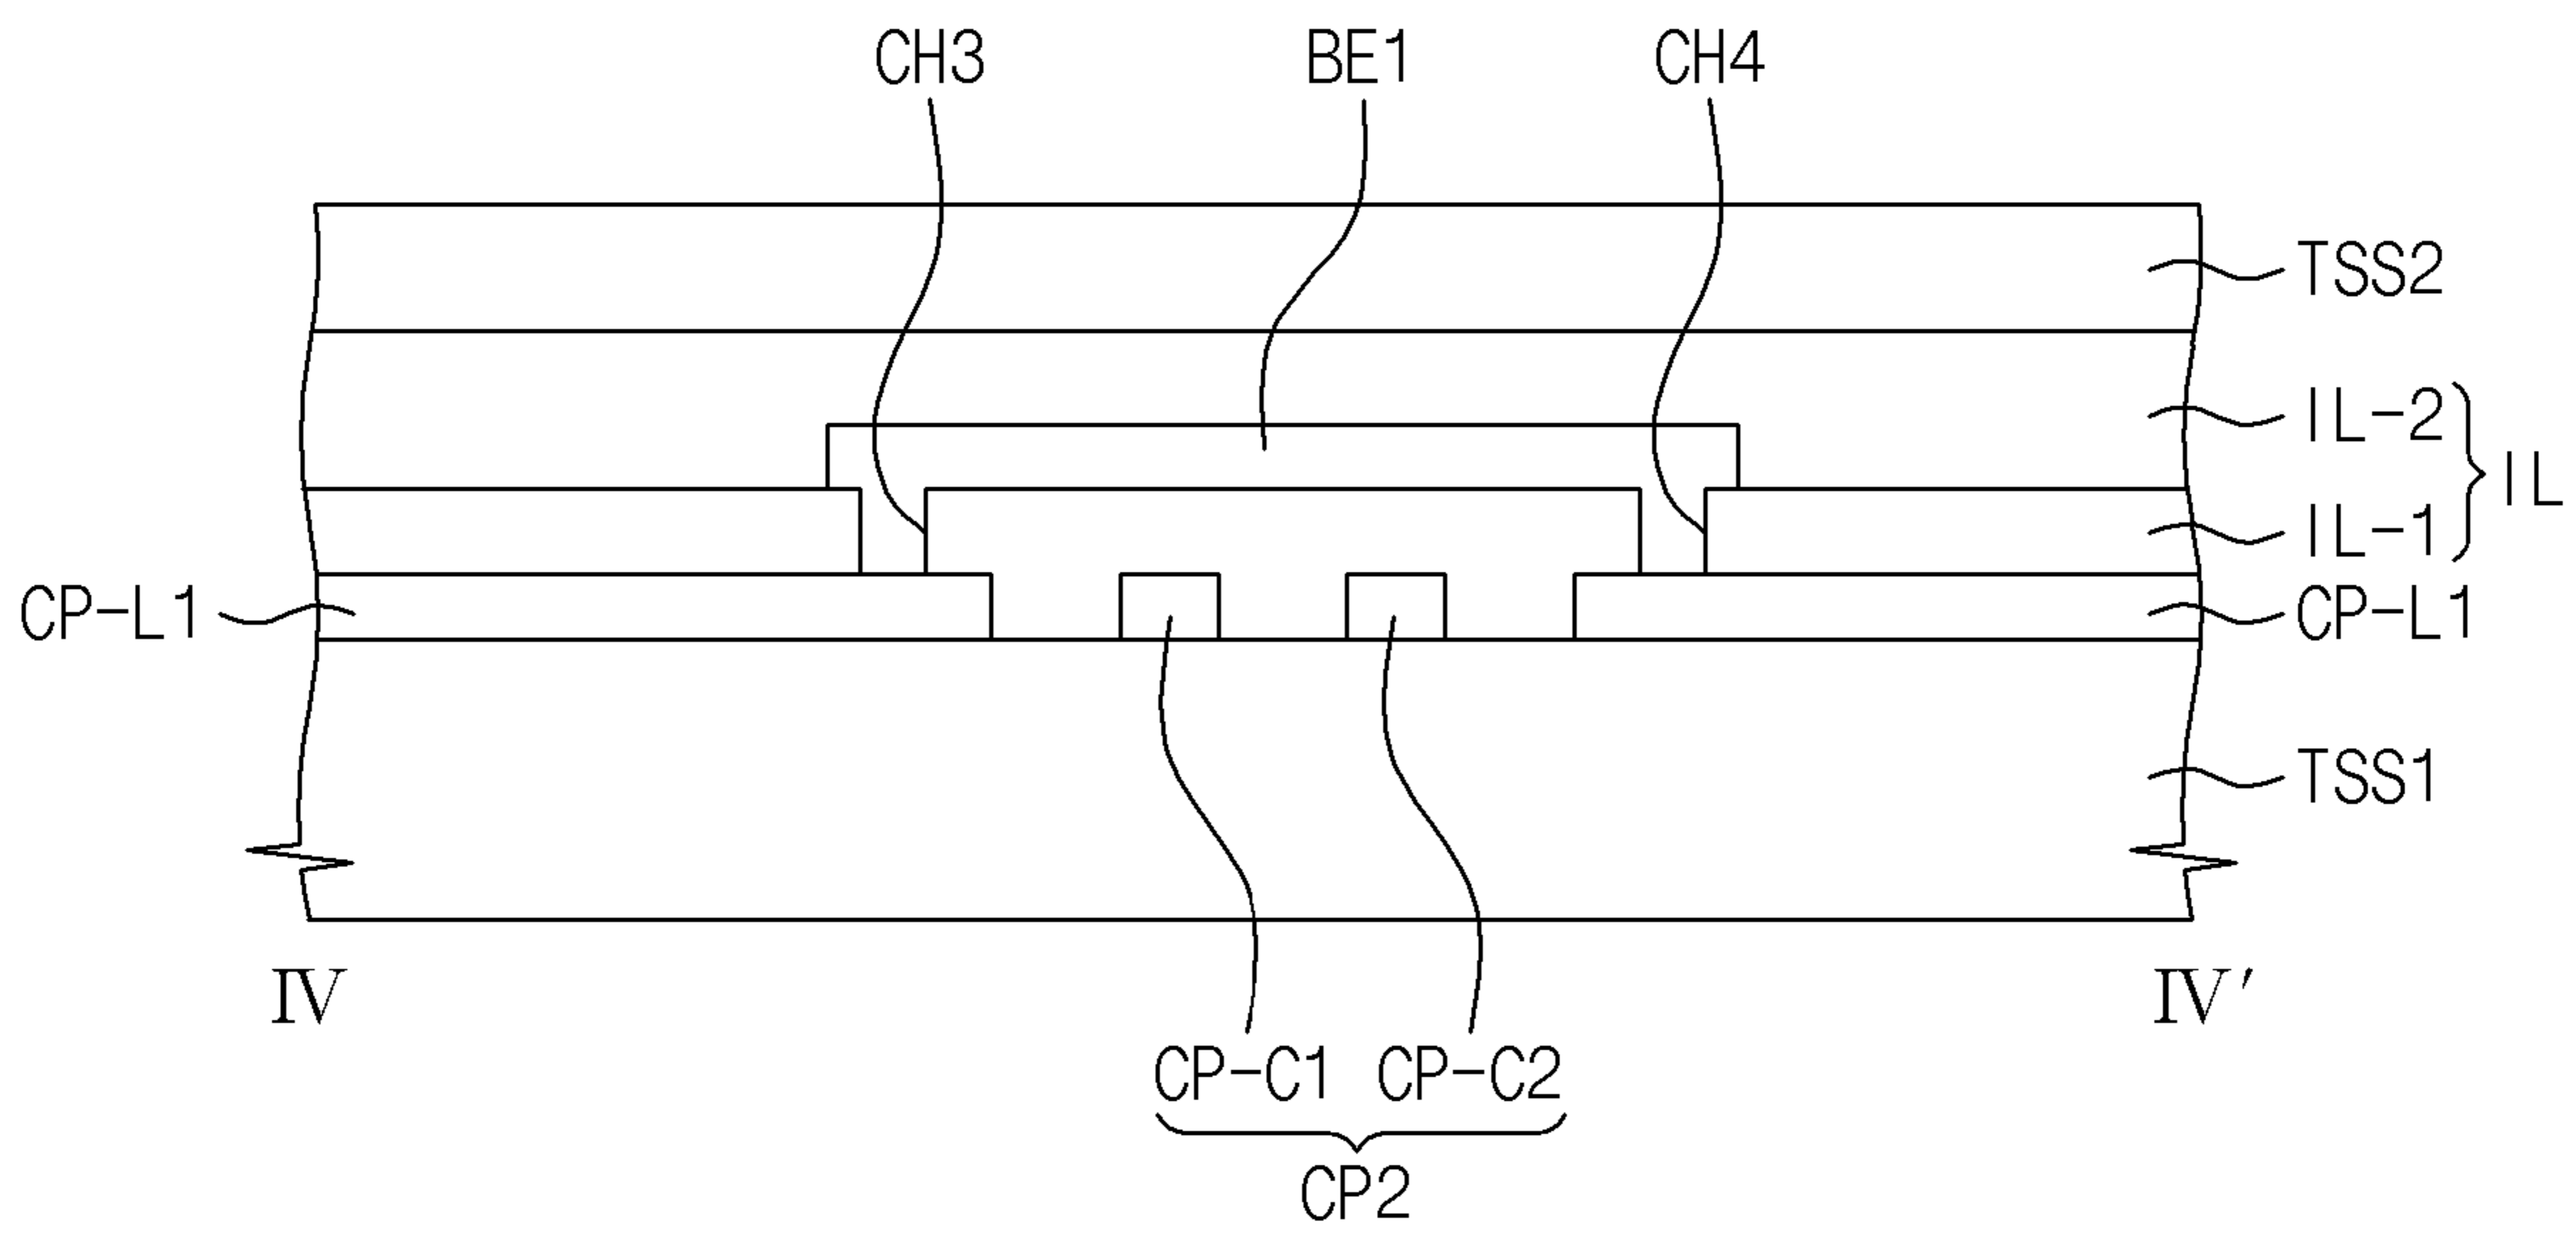 CH3 BE1 CH4
TSS2
IL-2
IL
IL-1
CP-L1 CP-L1
TSS1
IV IV′
CP-C1 CP-C2
CP2